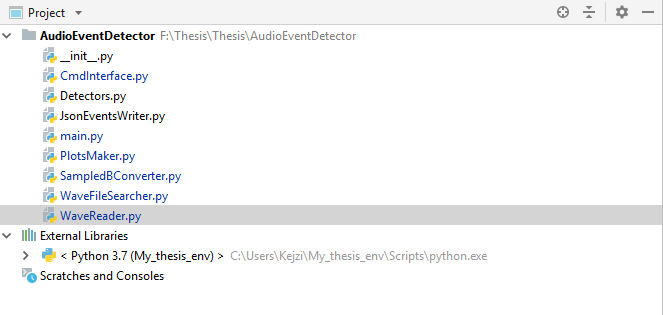 Project
AudioEventDetector F:\Thesis\Thesis\AudioEventDetector
__init__.py
CmdInterface.py
Detectors.py
JsonEventsWriter.py
main.py
PlotsMaker.py
SampledBConverter.py
WaveFileSearcher.py
WaveReader.py
External Libraries
< Python 3.7 (My_thesis_env) > C:\Users\Kejzi\My_thesis_env\Scripts\python.exe
Scratches and Consoles